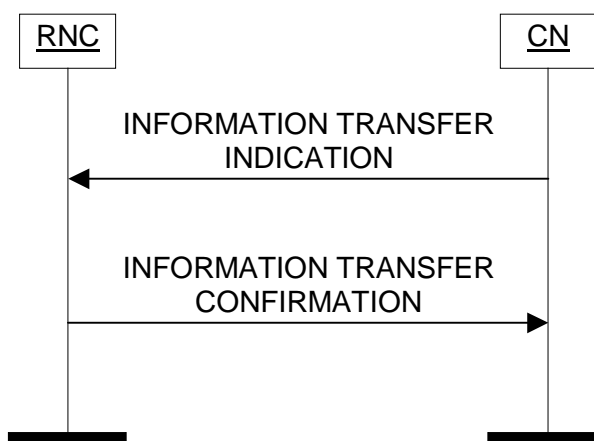 RNC
CN
INFORMATION TRANSFER
INDICATION
INFORMATION TRANSFER
CONFIRMATION